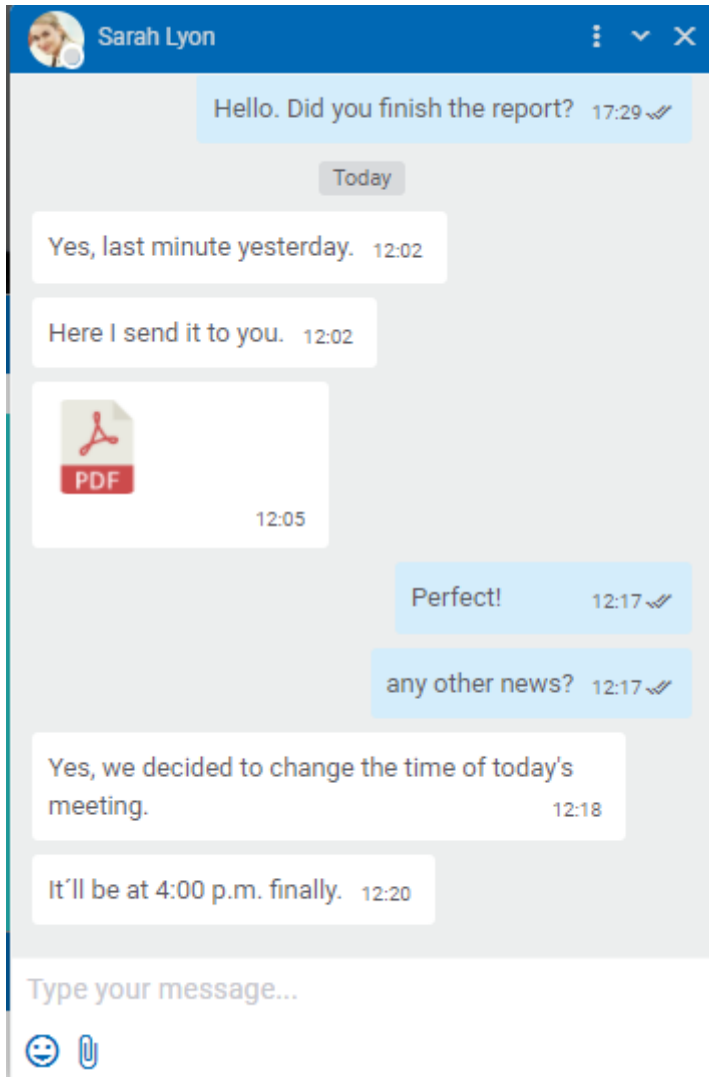 Sarah Lyon
Hello. Did you finish the report? 17:29
Today
Yes, last minute yesterday. 12:02
Here I send it to you. 12:02
PDF
12:05
Perfect! 12:17
any other news? 12:17
Yes, we decided to change the time of today's
meeting. 12:18
It´ll be at 4:00 p.m. finally. 12:20
Type your message...